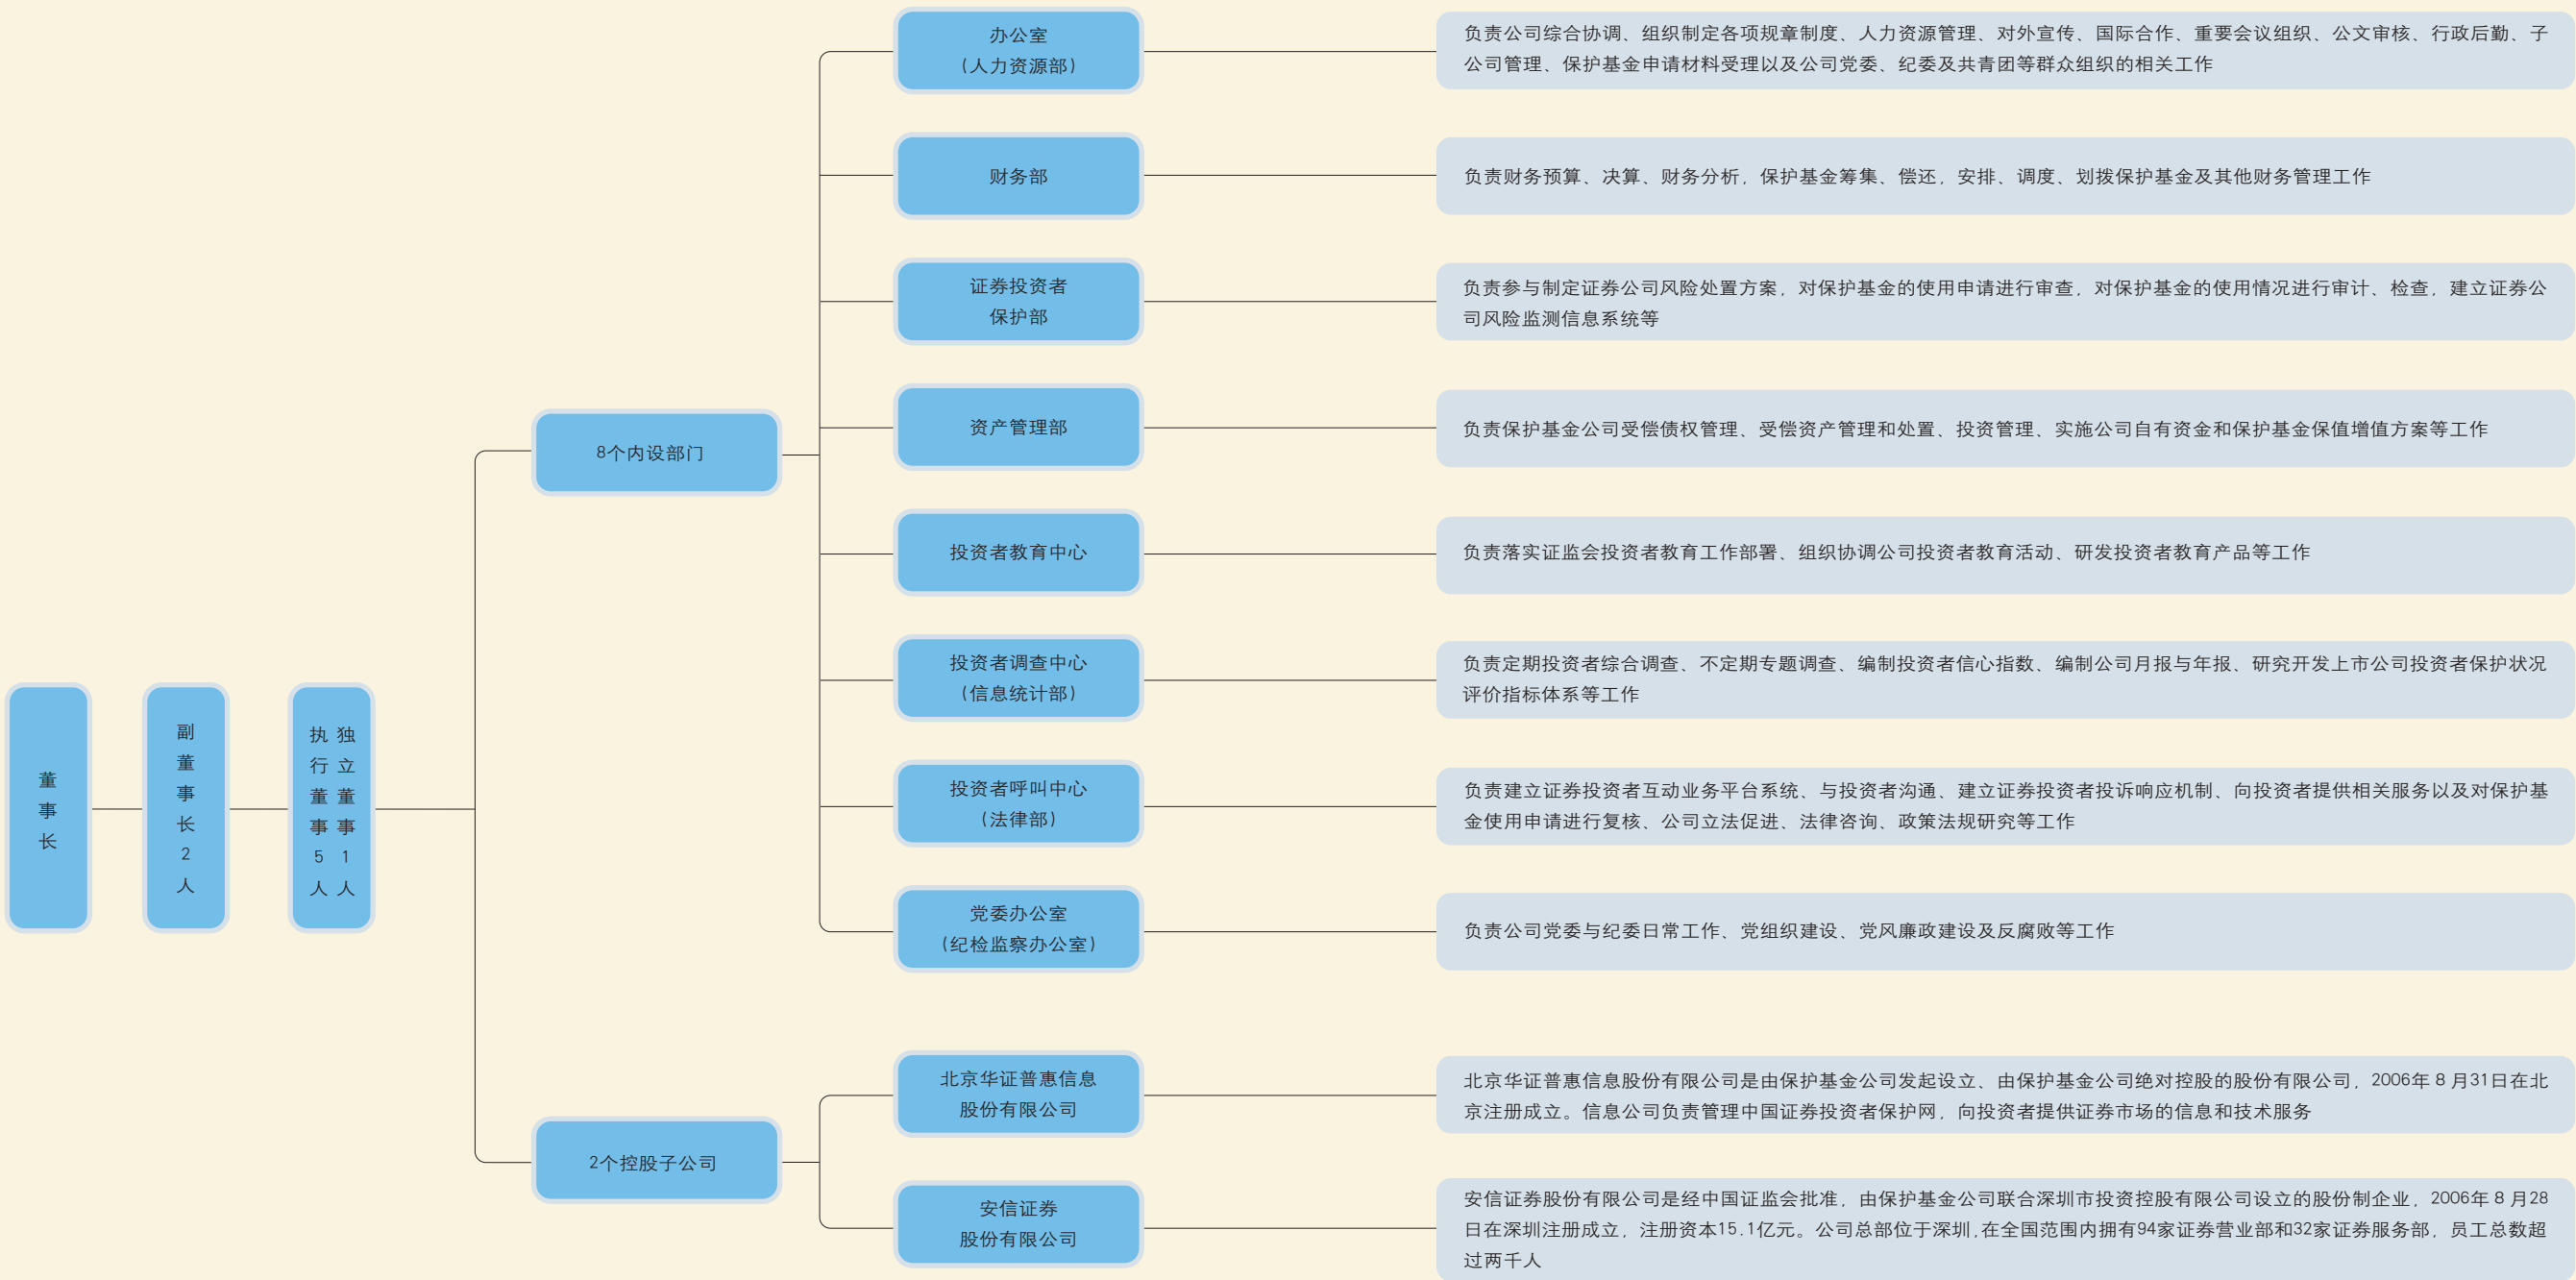 董事长
副董事长2人
执行董事5人
独立董事1人
8个内设部门
办公室
(人力资源部)
负责公司综合协调、组织制定各项规章制度、人力资源管理、对外宣传、国际合作、重要会议组织、公文审核、行政后勤、子
公司管理、保护基金申请材料受理以及公司党委、纪委及共青团等群众组织的相关工作
财务部
负责财务预算、决算、财务分析,保护基金筹集、偿还,安排、调度、划拨保护基金及其他财务管理工作
证券投资者
保护部
负责参与制定证券公司风险处置方案,对保护基金的使用申请进行审查,对保护基金的使用情况进行审计、检查,建立证券公
司风险监测信息系统等
资产管理部
负责保护基金公司受偿债权管理、受偿资产管理和处置、投资管理、实施公司自有资金和保护基金保值增值方案等工作
投资者教育中心
负责落实证监会投资者教育工作部署、组织协调公司投资者教育活动、研发投资者教育产品等工作
投资者调查中心
(信息统计部)
负责定期投资者综合调查、不定期专题调查、编制投资者信心指数、编制公司月报与年报、研究开发上市公司投资者保护状况
评价指标体系等工作
投资者呼叫中心
(法律部)
负责建立证券投资者互动业务平台系统、与投资者沟通、建立证券投资者投诉响应机制、向投资者提供相关服务以及对保护基
金使用申请进行复核、公司立法促进、法律咨询、政策法规研究等工作
党委办公室
(纪检监察办公室)
负责公司党委与纪委日常工作、党组织建设、党风廉政建设及反腐败等工作
2个控股子公司
北京华证普惠信息
股份有限公司
北京华证普惠信息股份有限公司是由保护基金公司发起设立、由保护基金公司绝对控股的股份有限公司,2006年8月31日在北
京注册成立。信息公司负责管理中国证券投资者保护网,向投资者提供证券市场的信息和技术服务
安信证券
股份有限公司
安信证券股份有限公司是经中国证监会批准,由保护基金公司联合深圳市投资控股有限公司设立的股份制企业,2006年8月28
日在深圳注册成立,注册资本15.1亿元。公司总部位于深圳,在全国范围内拥有94家证券营业部和32家证券服务部,员工总数超
过两千人